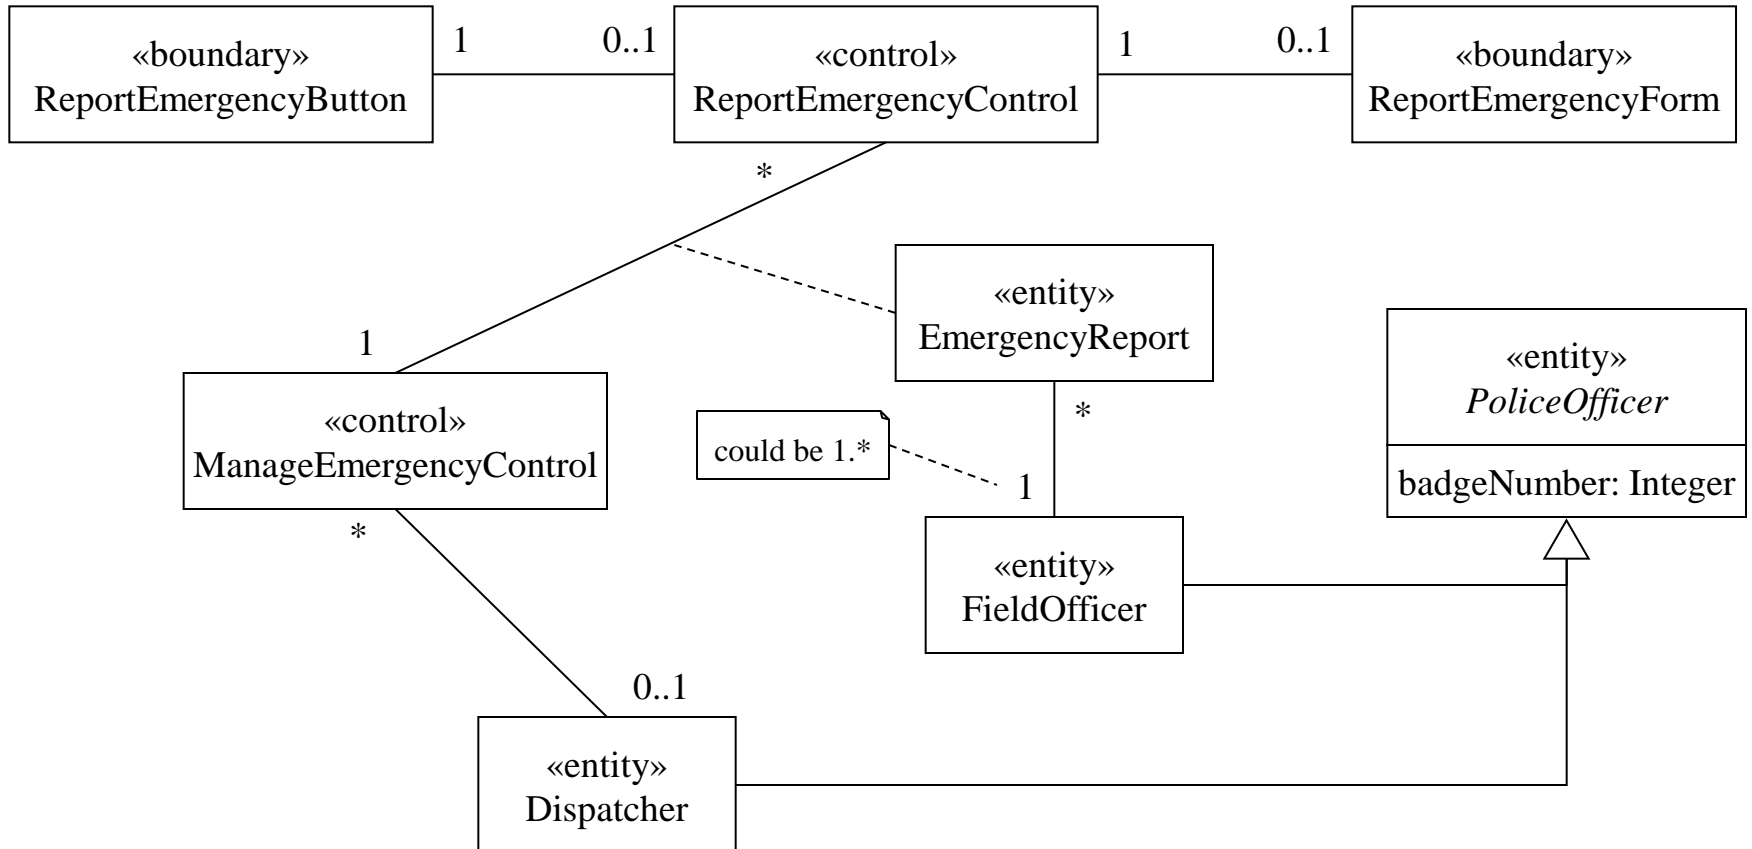 «boundary»
ReportEmergencyButton
1
0..1
«control»
ReportEmergencyControl
1
0..1
«boundary»
ReportEmergencyForm
*
1
«entity»
EmergencyReport
«entity»
PoliceOfficer
badgeNumber: Integer
«control»
ManageEmergencyControl
could be 1.*
*
1
*
«entity»
FieldOfficer
0..1
«entity»
Dispatcher